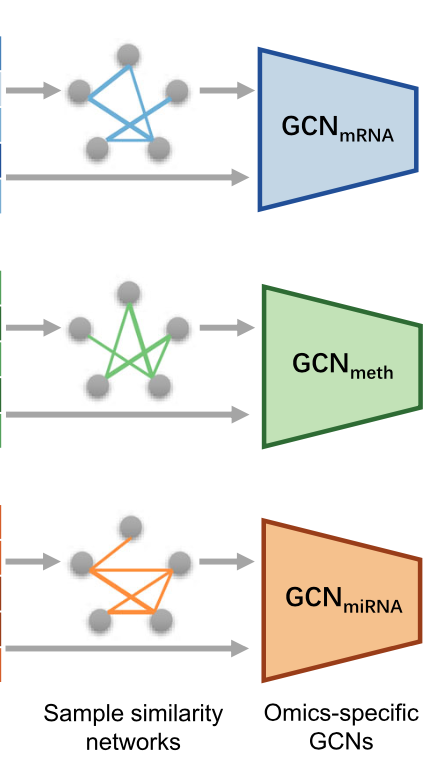 GCNmRNA
GCNmeth
GCNmiRNA
Sample similarity
networks
Omics-specific
GCNs